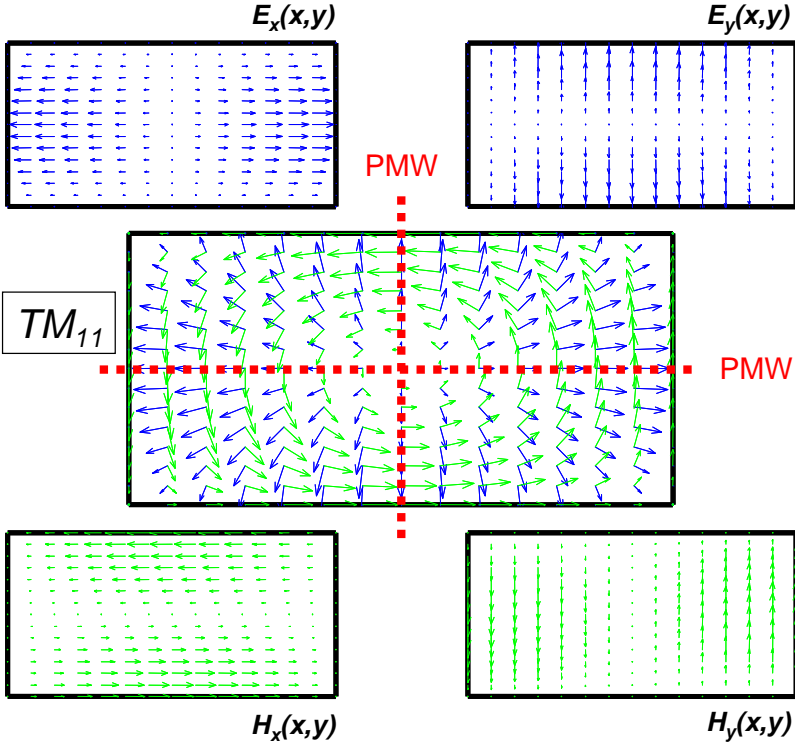 E_x(x,y)
E_y(x,y)
PMW
TM_11
PMW
H_x(x,y)
H_y(x,y)